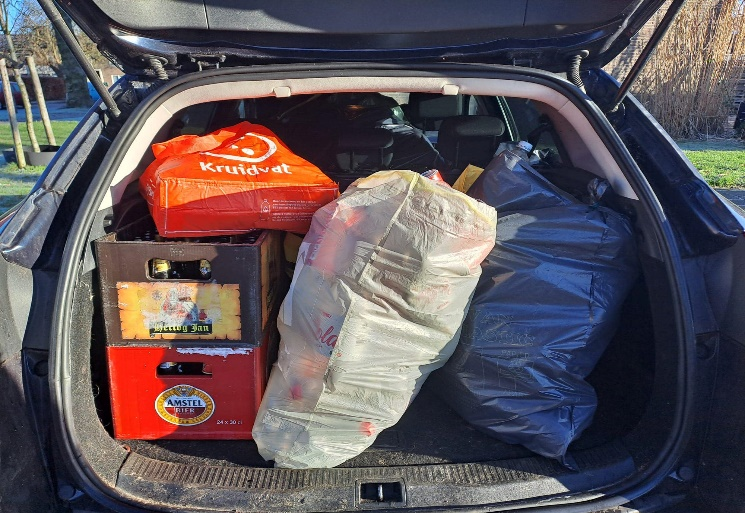 Kruidvat
Hertog Jan
AMSTEL
BIER
24 x 30 cl